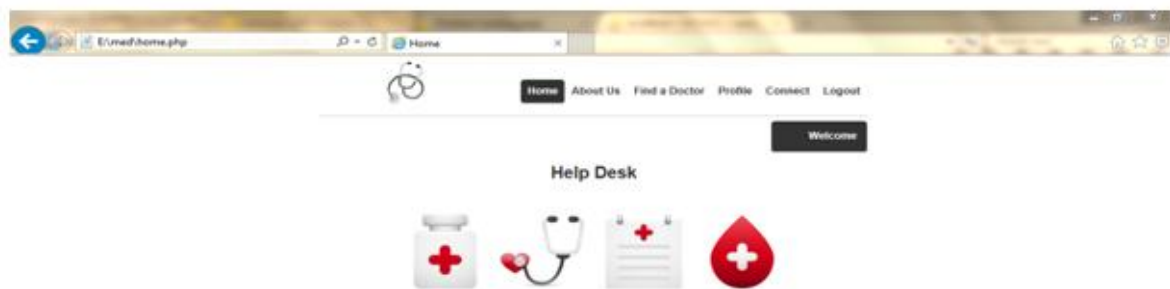 E:\med\home.php
Home
Home About Us Find a Doctor Profile Connect Logout
Welcome
Help Desk